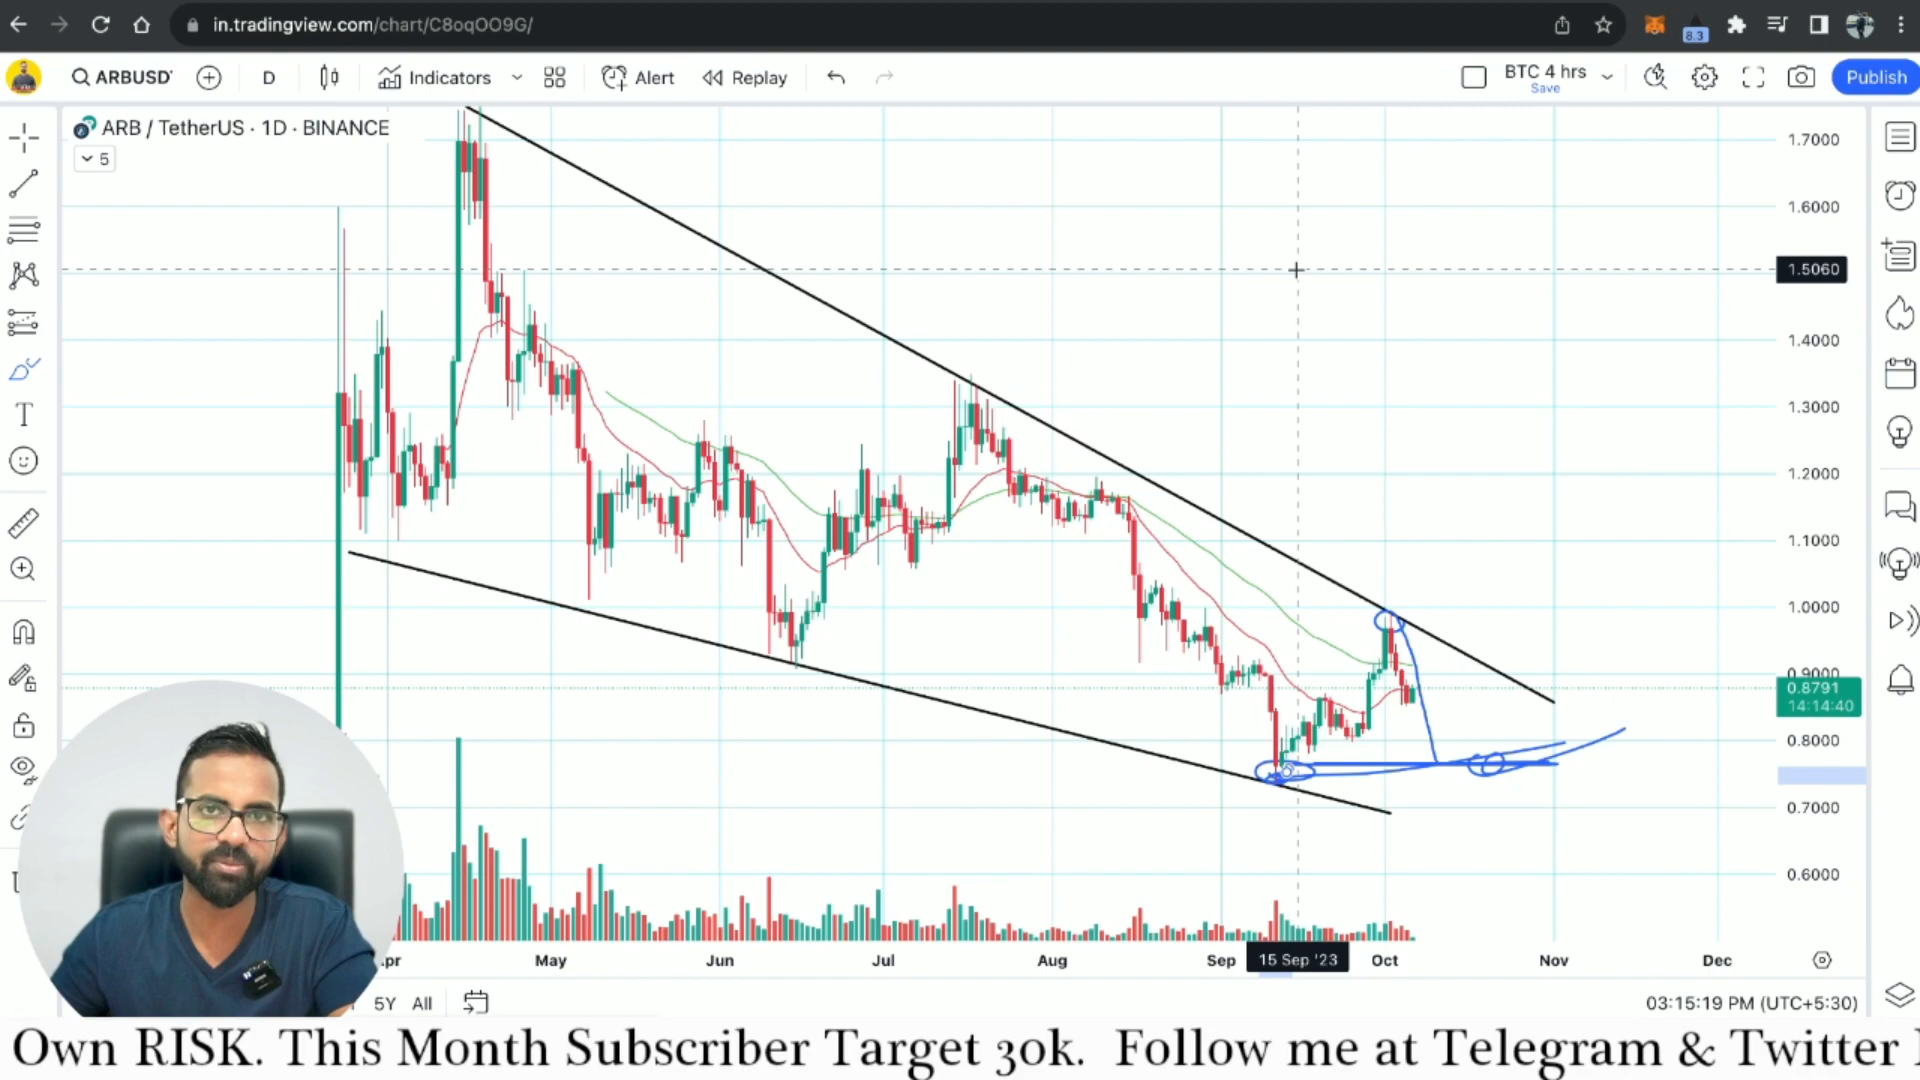 in.tradingview.com/chart/C8oqOO9G/
8.3
ARBUSD
D
Indicators
Alert
Replay
BTC 4 hrs
Save
Publish
ARB / TetherUS · 1D · BINANCE
5
1.7000
1.6000
1.5060
1.4000
1.3000
1.2000
1.1000
1.0000
0.9000
0.8791
14:14:40
0.8000
0.7000
0.6000
May
Jun
Jul
Aug
Sep
15 Sep '23
Oct
Nov
Dec
5Y All
03:15:19 PM (UTC+5:30)
Own RISK. This Month Subscriber Target 30k. Follow me at Telegram & Twitter